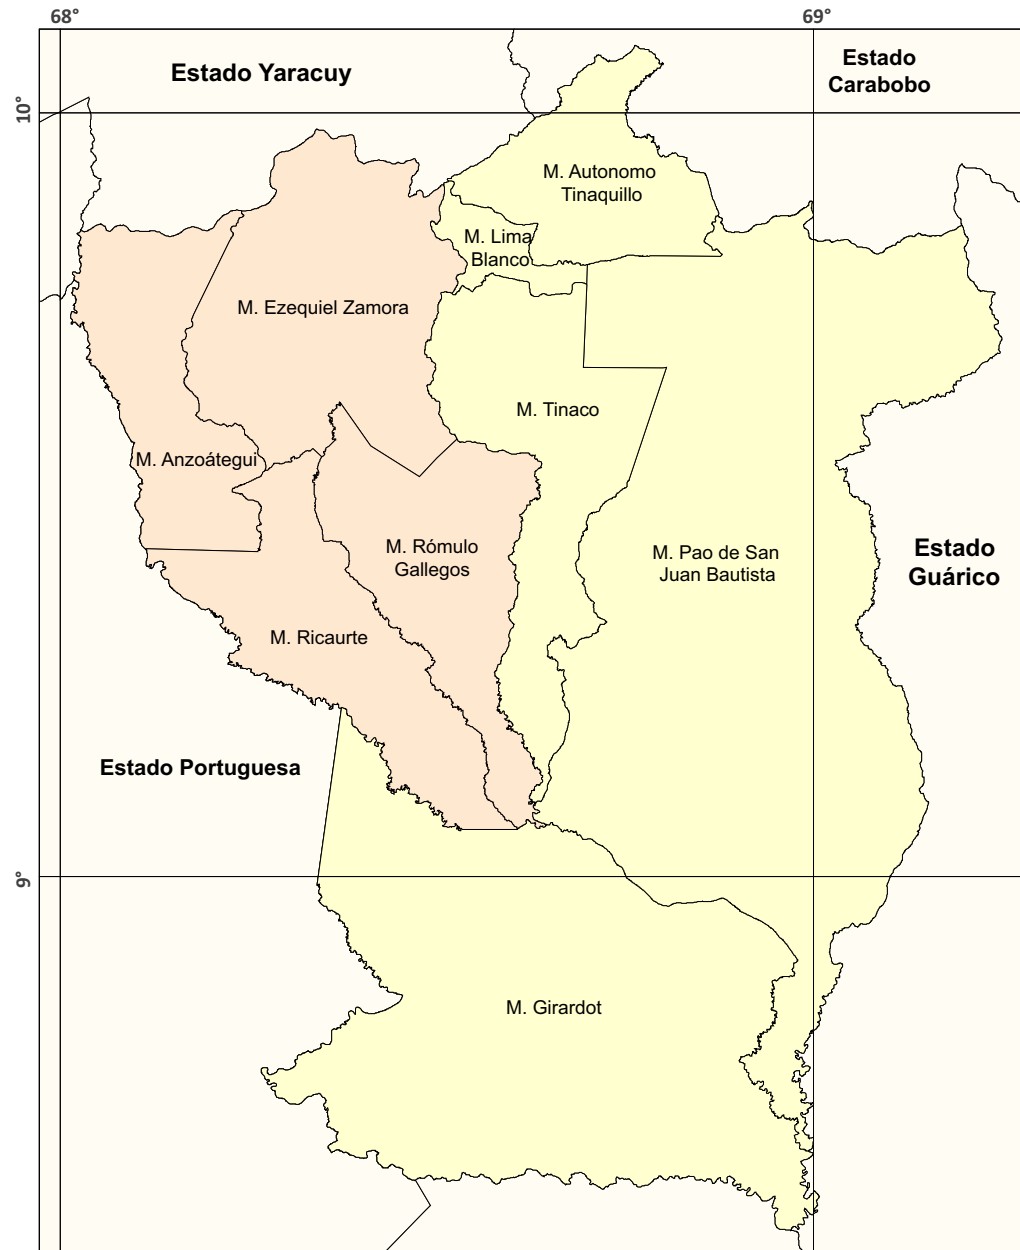 68°
69°
10°
9°
Estado Yaracuy
Estado
Carabobo
M. Autonomo
Tinaquillo
M. Lima
Blanco
M. Ezequiel Zamora
M. Tinaco
M. Anzoátegui
M. Rómulo
Gallegos
M. Pao de San
Juan Bautista
Estado
Guárico
M. Ricaurte
Estado Portuguesa
M. Girardot